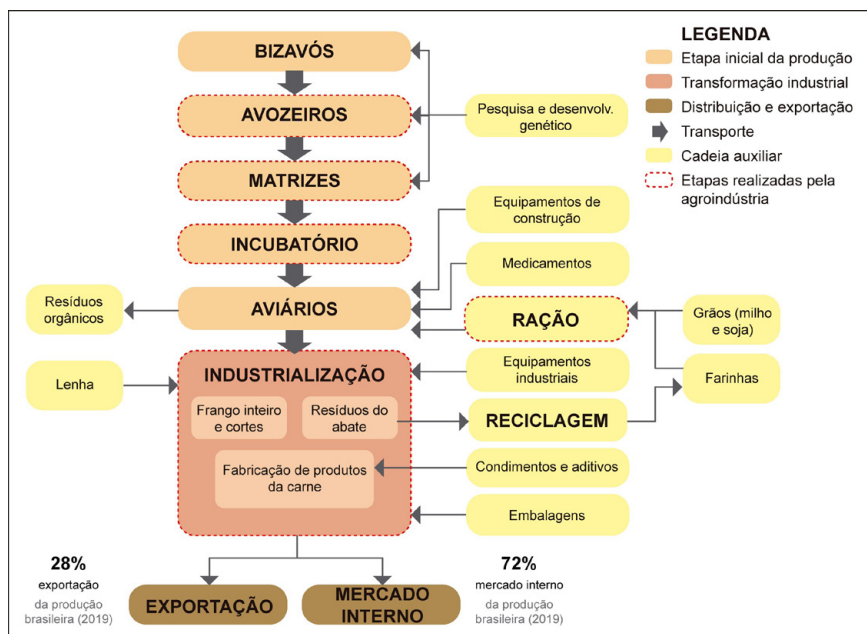 LEGENDA
Etapa inicial da produção
Transformação industrial
Distribuição e exportação
Transporte
Cadeia auxiliar
Etapas realizadas pela
agroindústria
BIZAVÓS
AVOZEIROS
Pesquisa e desenvolv.
genético
MATRIZES
Equipamentos de
construção
INCUBATÓRIO
Medicamentos
Resíduos
orgânicos
AVIÁRIOS
RAÇÃO
Grãos (milho
e soja)
INDUSTRIALIZAÇÃO
Equipamentos
industriais
Lenha
Farinhas
Frango inteiro
e cortes
Resíduos do
abate
RECICLAGEM
Fabricação de produtos
da carne
Condimentos e aditivos
Embalagens
28%
exportação
da produção
brasileira (2019)
EXPORTAÇÃO
MERCADO
INTERNO
72%
mercado interno
da produção
brasileira (2019)